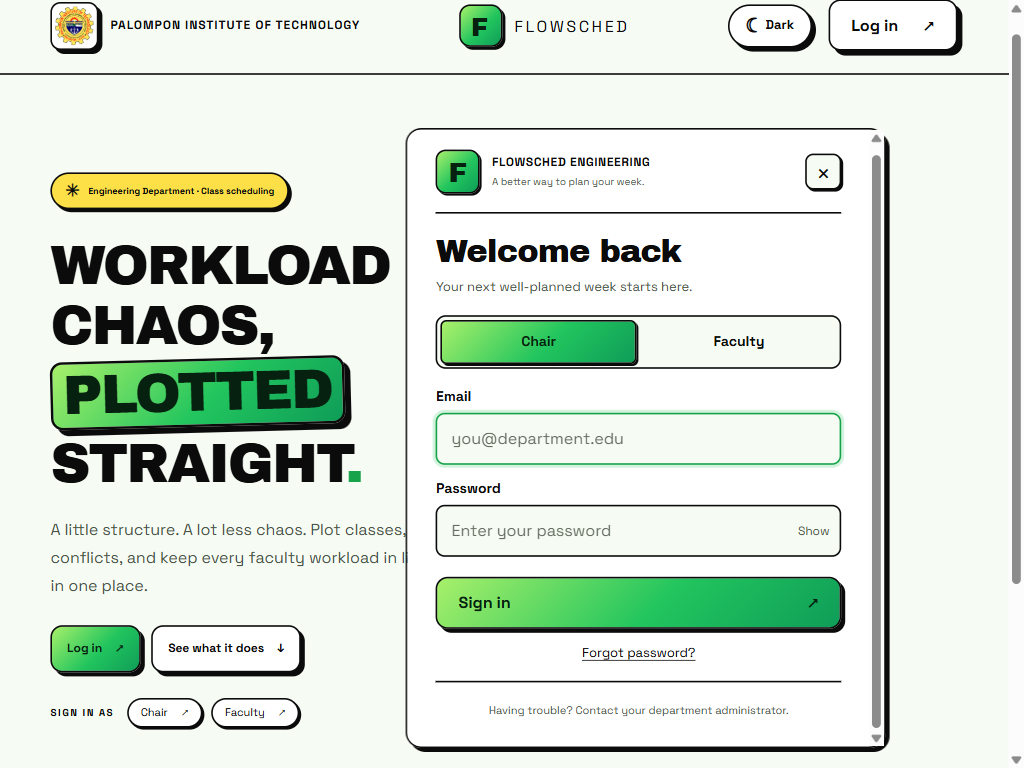 PALOMPON INSTITUTE OF TECHNOLOGY
F FLOWSCHED
Dark
Log in ↗
Engineering Department · Class scheduling
WORKLOAD
CHAOS,
PLOTTED
STRAIGHT.
A little structure. A lot less chaos. Plot classes,
conflicts, and keep every faculty workload in li
in one place.
Log in ↗
See what it does ↓
SIGN IN AS
Chair ↗
Faculty ↗
F
FLOWSCHED ENGINEERING
A better way to plan your week.
×
Welcome back
Your next well-planned week starts here.
Chair
Faculty
Email
you@department.edu
Password
Enter your password
Show
Sign in ↗
Forgot password?
Having trouble? Contact your department administrator.